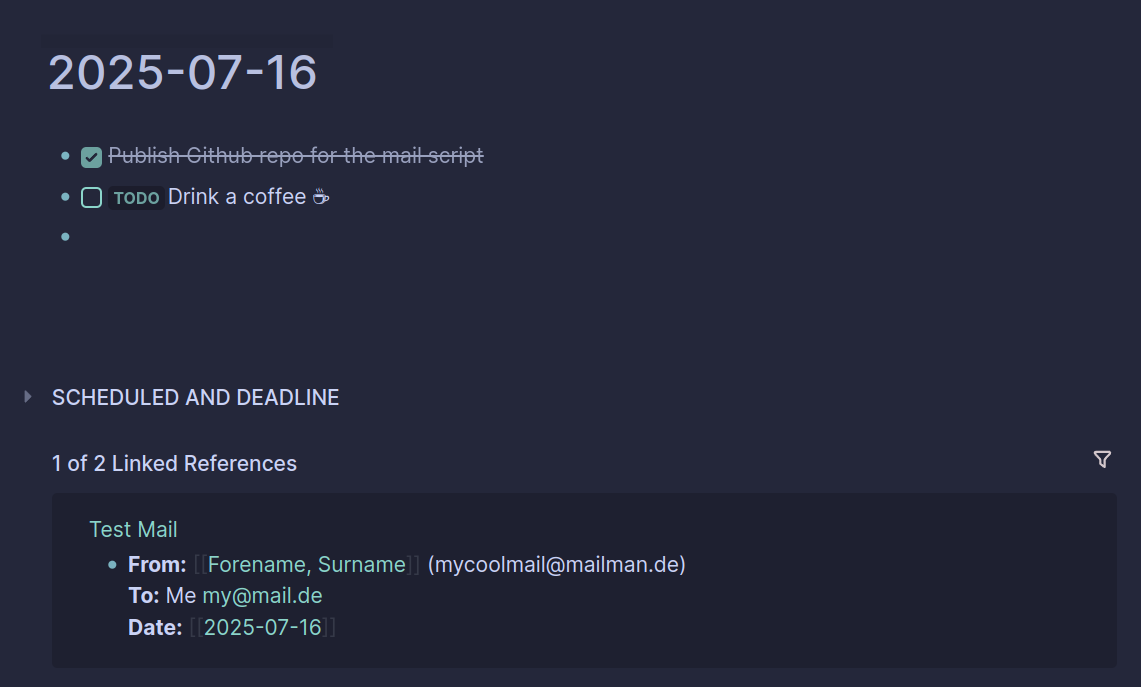 2025-07-16
Publish Github repo for the mail script
TODO Drink a coffee ☕
SCHEDULED AND DEADLINE
1 of 2 Linked References
Test Mail
From: [[Forename, Surname]] (mycoolmail@mailman.de)
To: Me my@mail.de
Date: [[2025-07-16]]